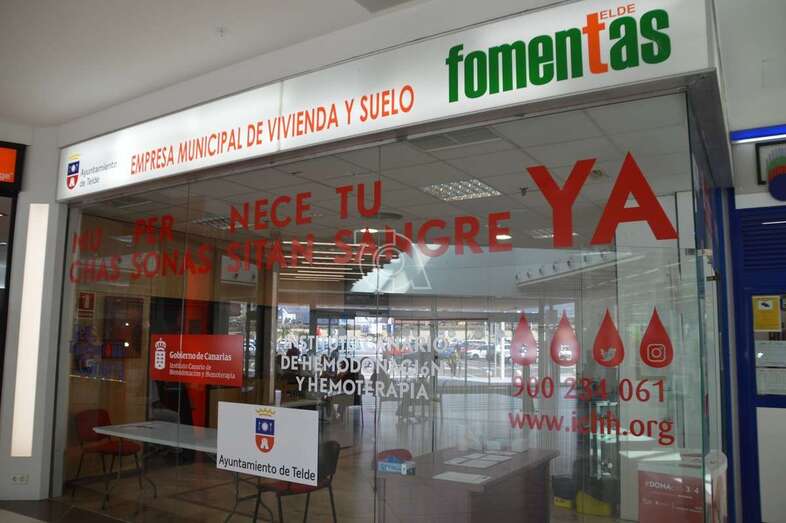 TELDE
fomentas
EMPRESA MUNICIPAL DE VIVIENDA Y SUELO
Ayuntamiento
de Telde
MU PER NECE TU
CHAS SONAS SITAN SANGRE YA
Gobierno de Canarias
Instituto Canario de
Hemodonación y Hemoterapia
INSTITUTO CANARIO
DE HEMODONACIÓN
Y HEMOTERAPIA
900 234 061
www.ichh.org
Ayuntamiento de Telde